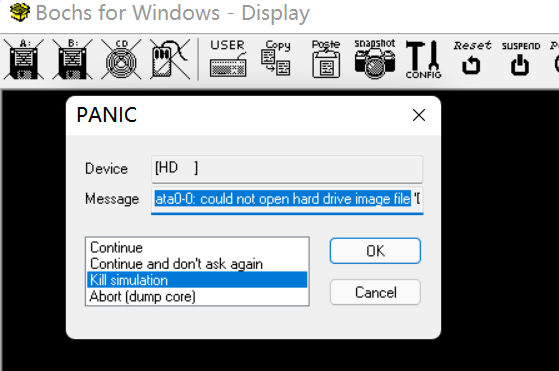 Bochs for Windows - Display
A: B: CD USER Copy Paste snapshot CONFIG Reset SUSPEND
PANIC
Device [HD ]
Message ata0-0: could not open hard drive image file '
Continue
Continue and don't ask again
Kill simulation
Abort (dump core)
OK
Cancel